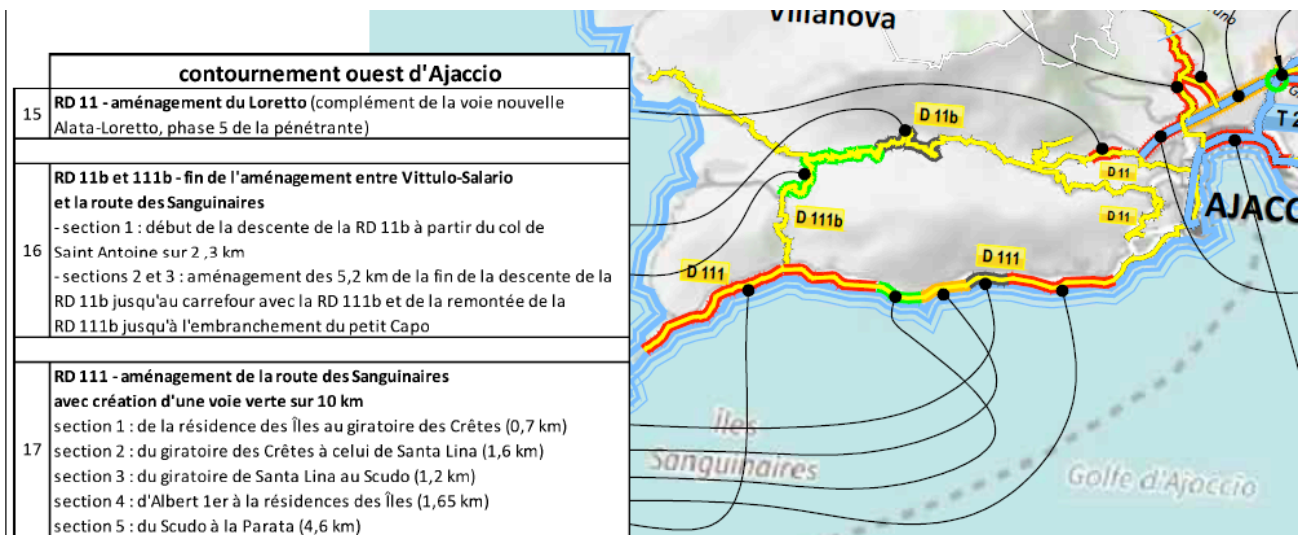 contournement ouest d'Ajaccio
15
RD 11 - aménagement du Loretto (complément de la voie nouvelle
Alata-Loretto, phase 5 de la pénétrante)
16
RD 11b et 111b - fin de l'aménagement entre Vittulo-Salario
et la route des Sanguinaires
- section 1 : début de la descente de la RD 11b à partir du col de
Saint Antoine sur 2 ,3 km
- sections 2 et 3 : aménagement des 5,2 km de la fin de la descente de la
RD 11b jusqu'au carrefour avec la RD 111b et de la remontée de la
RD 111b jusqu'à l'embranchement du petit Capo
17
RD 111 - aménagement de la route des Sanguinaires
avec création d'une voie verte sur 10 km
section 1 : de la résidence des Îles au giratoire des Crêtes (0,7 km)
section 2 : du giratoire des Crêtes à celui de Santa Lina (1,6 km)
section 3 : du giratoire de Santa Lina au Scudo (1,2 km)
section 4 : d'Albert 1er à la résidences des Îles (1,65 km)
section 5 : du Scudo à la Parata (4,6 km)
Villanova
D 11b
T 2
D 11
D 111b
D 11
AJACC
D 111
D 111
îles
Sanguinaires
Golfe d'Ajaccio